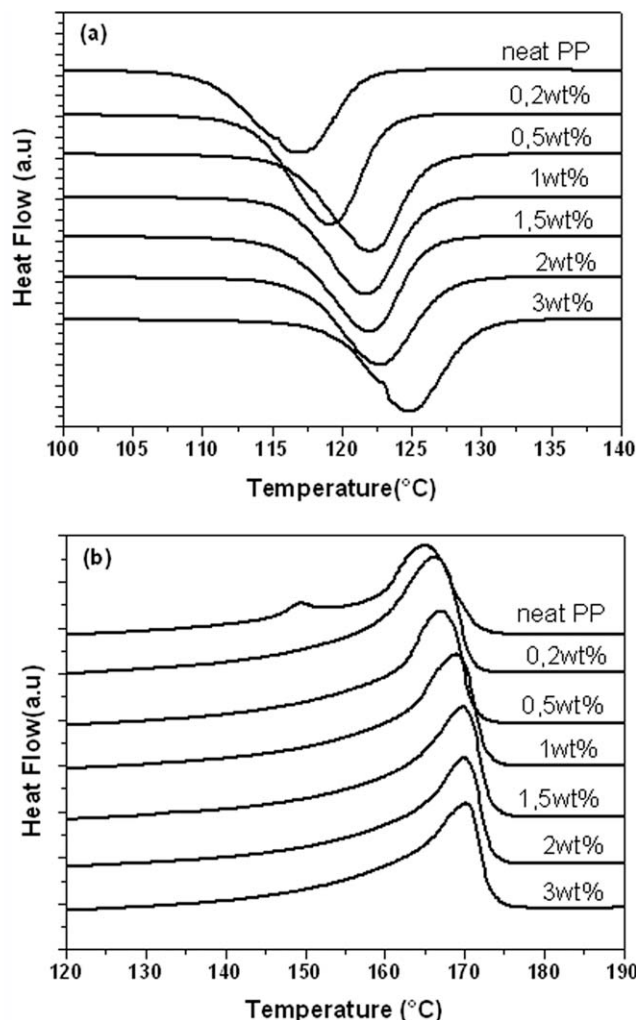 (a)
neat PP
0,2wt%
0,5wt%
1wt%
1,5wt%
2wt%
3wt%
Heat Flow (a.u)
100 105 110 115 120 125 130 135 140
Temperature(°C)
(b)
neat PP
0,2wt%
0,5wt%
1wt%
1,5wt%
2wt%
3wt%
Heat Flow(a.u)
120 130 140 150 160 170 180 190
Temperature (°C)